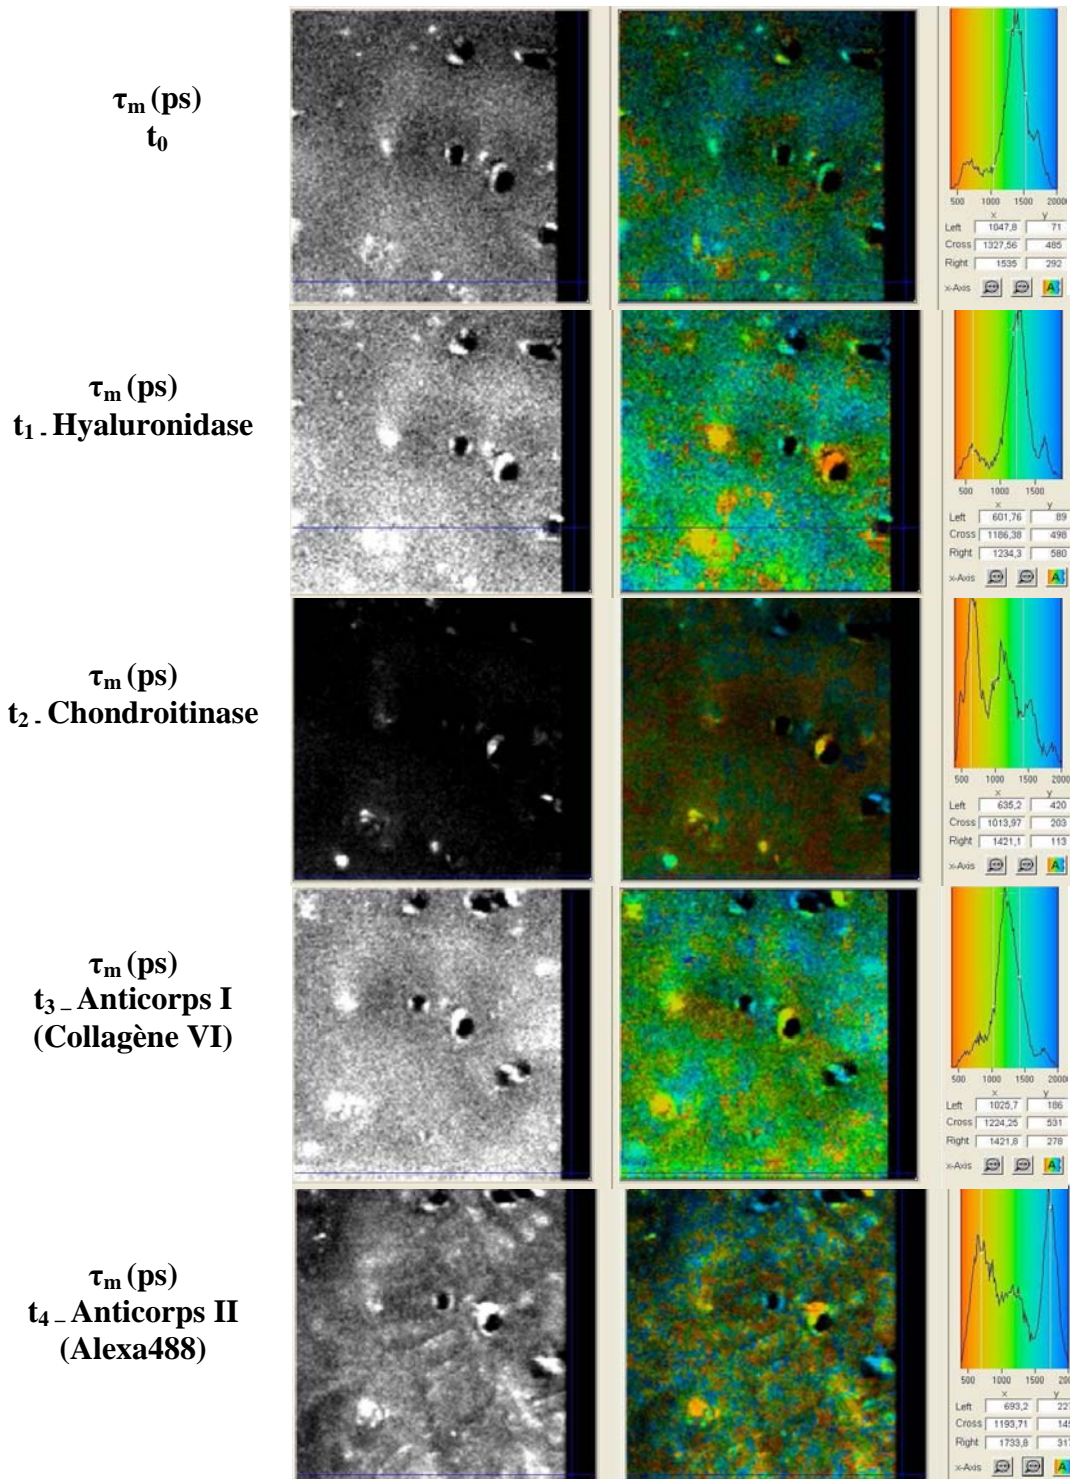 τm (ps)
t0
500 1000 1500 2000
x y
Left 1047,8 71
Cross 1327,56 485
Right 1535 292
x-Axis A
τm (ps)
t1 - Hyaluronidase
500 1000 1500
x y
Left 601,76 89
Cross 1186,38 498
Right 1234,3 580
x-Axis A
τm (ps)
t2 - Chondroitinase
500 1000 1500 2000
x y
Left 635,2 420
Cross 1013,97 203
Right 1421,1 113
x-Axis A
τm (ps)
t3 – Anticorps I
(Collagène VI)
500 1000 1500 2000
x y
Left 1025,7 186
Cross 1224,25 531
Right 1421,8 278
x-Axis A
τm (ps)
t4 – Anticorps II
(Alexa488)
500 1000 1500
x y
Left 693,2
Cross 1193,71
Right 1733,8
x-Axis A